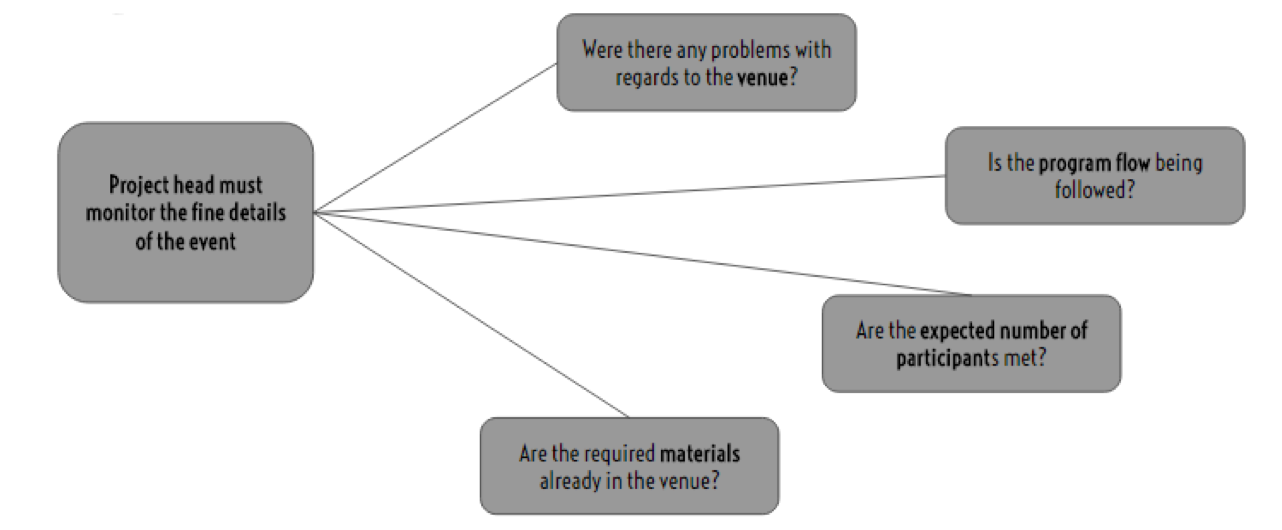 Were there any problems with
regards to the venue?
Is the program flow being
followed?
Project head must
monitor the fine details
of the event
Are the expected number of
participants met?
Are the required materials
already in the venue?